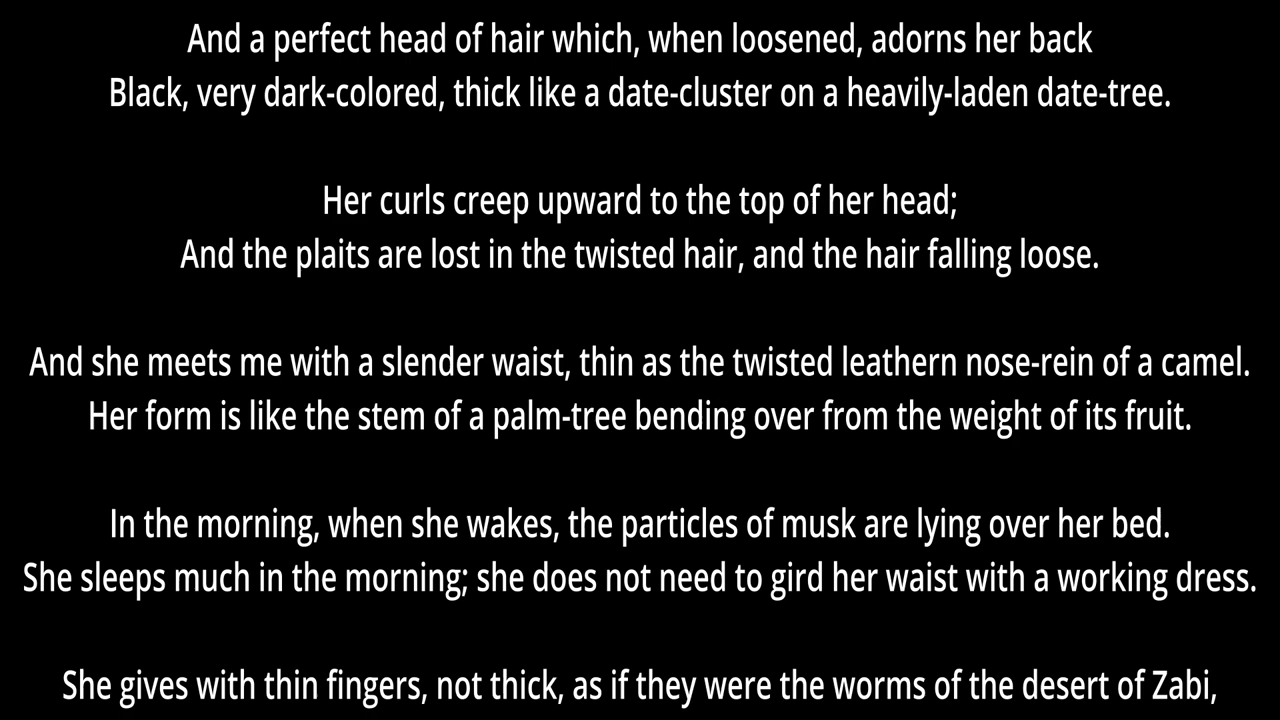 And a perfect head of hair which, when loosened, adorns her back
Black, very dark-colored, thick like a date-cluster on a heavily-laden date-tree.
Her curls creep upward to the top of her head;
And the plaits are lost in the twisted hair, and the hair falling loose.
And she meets me with a slender waist, thin as the twisted leathern nose-rein of a camel.
Her form is like the stem of a palm-tree bending over from the weight of its fruit.
In the morning, when she wakes, the particles of musk are lying over her bed.
She sleeps much in the morning; she does not need to gird her waist with a working dress.
She gives with thin fingers, not thick, as if they were the worms of the desert of Zabi,